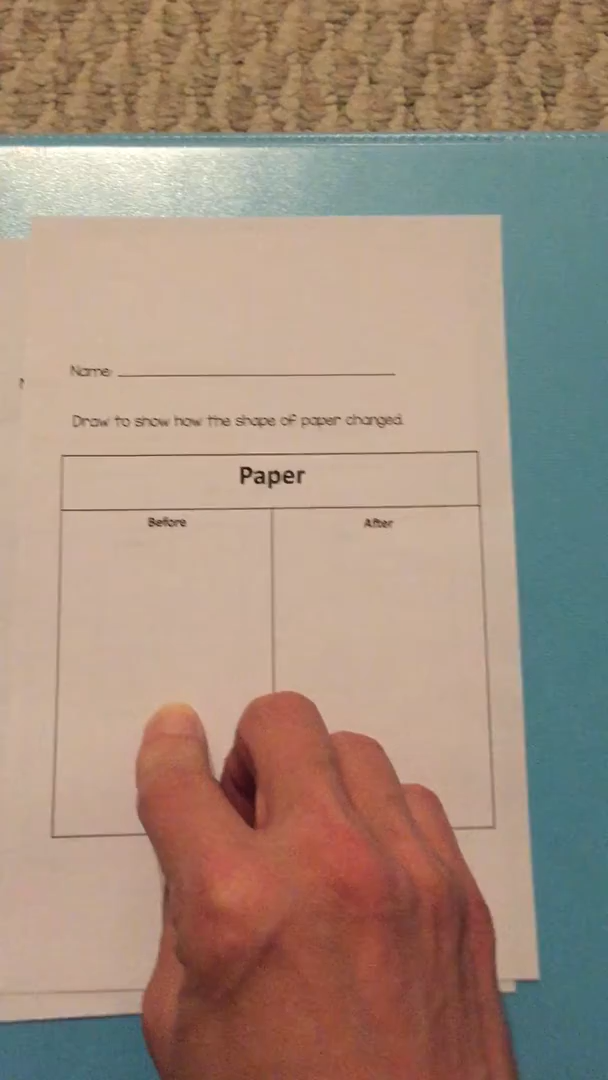 Name:
Draw to show how the shape of paper changed.
Paper
Before
After